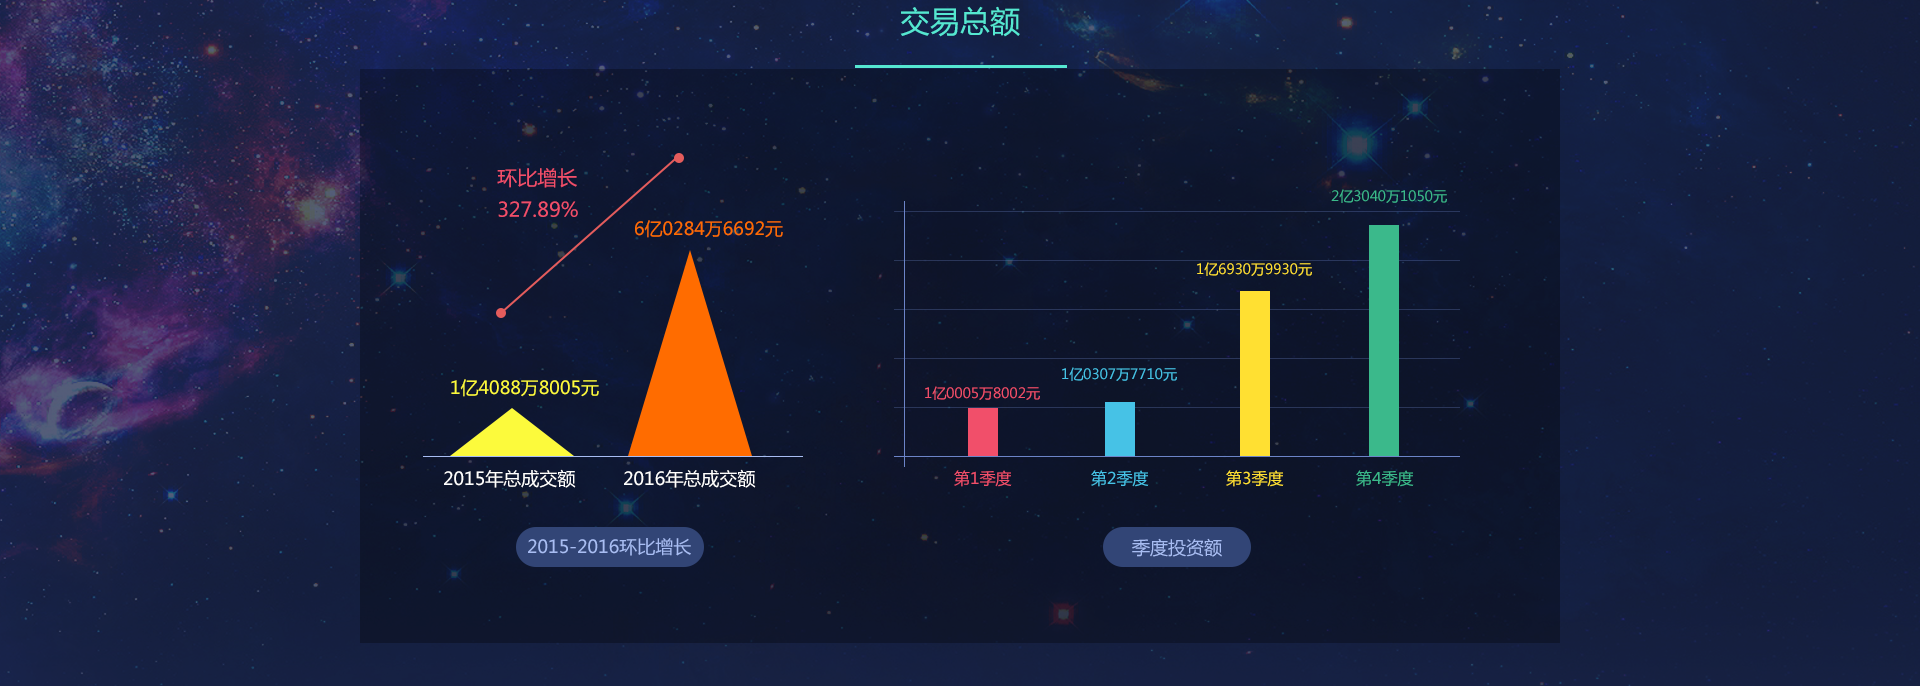 交易总额
环比增长
327.89%
6亿0284万6692元
1亿4088万8005元
2015年总成交额
2016年总成交额
2015-2016环比增长
2亿3040万1050元
1亿6930万9930元
1亿0307万7710元
1亿0005万8002元
第1季度
第2季度
第3季度
第4季度
季度投资额